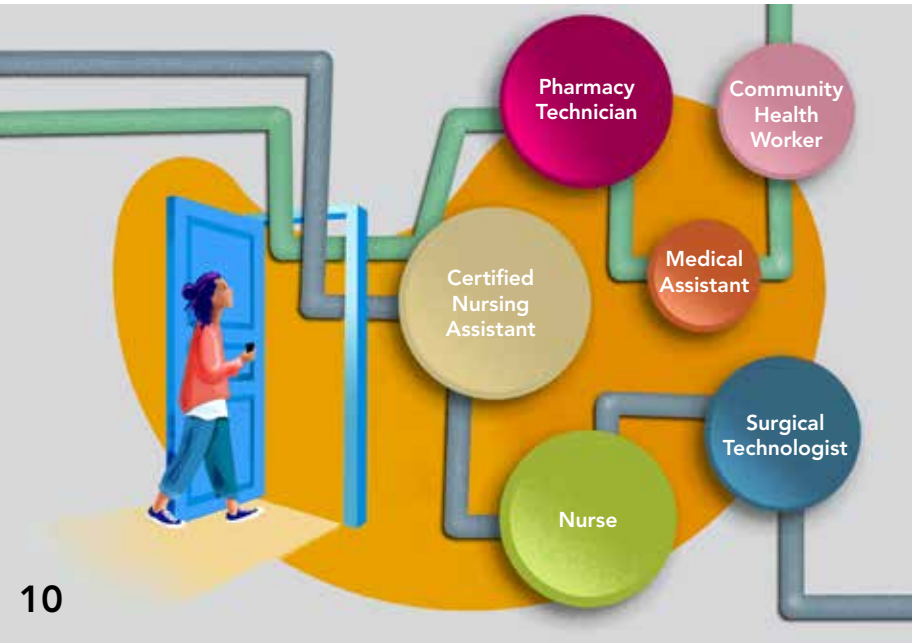 Pharmacy
Technician
Community
Health
Worker
Medical
Assistant
Certified
Nursing
Assistant
Surgical
Technologist
Nurse
10